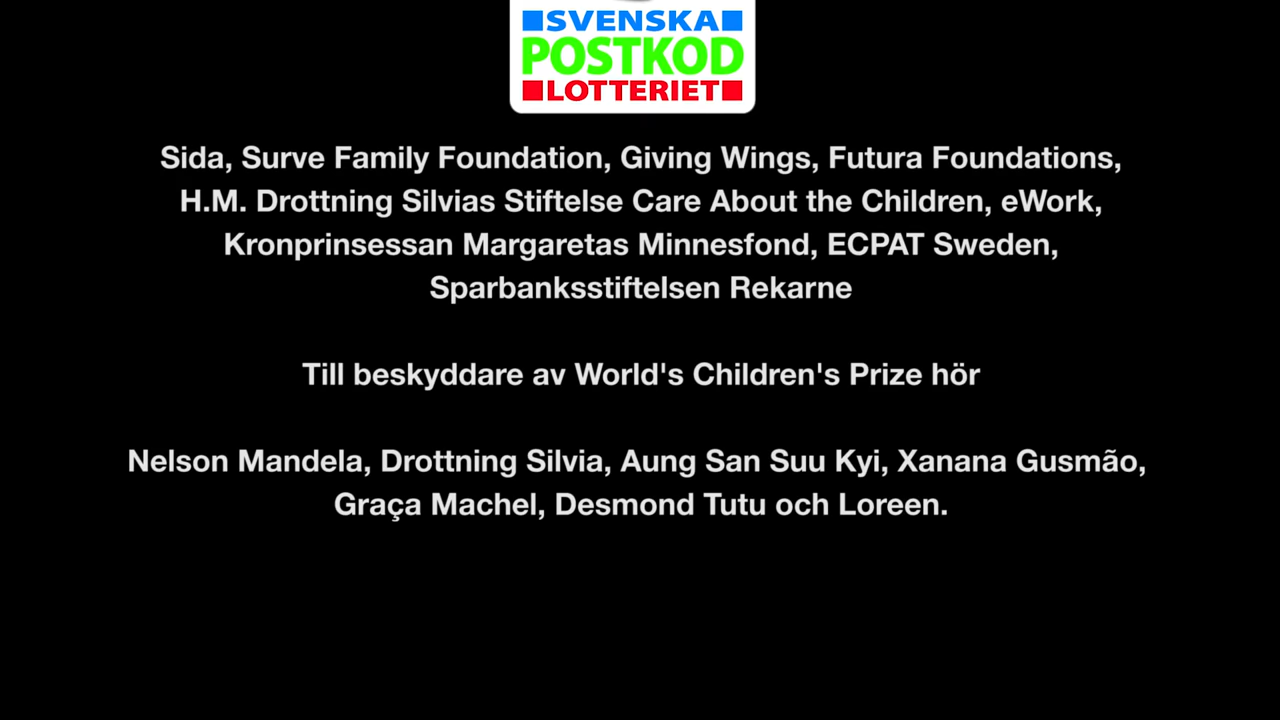 SVENSKA
POSTKOD
LOTTERIET
Sida, Surve Family Foundation, Giving Wings, Futura Foundations,
H.M. Drottning Silvias Stiftelse Care About the Children, eWork,
Kronprinsessan Margaretas Minnesfond, ECPAT Sweden,
Sparbanksstiftelsen Rekarne
Till beskyddare av World's Children's Prize hör
Nelson Mandela, Drottning Silvia, Aung San Suu Kyi, Xanana Gusmão,
Graça Machel, Desmond Tutu och Loreen.